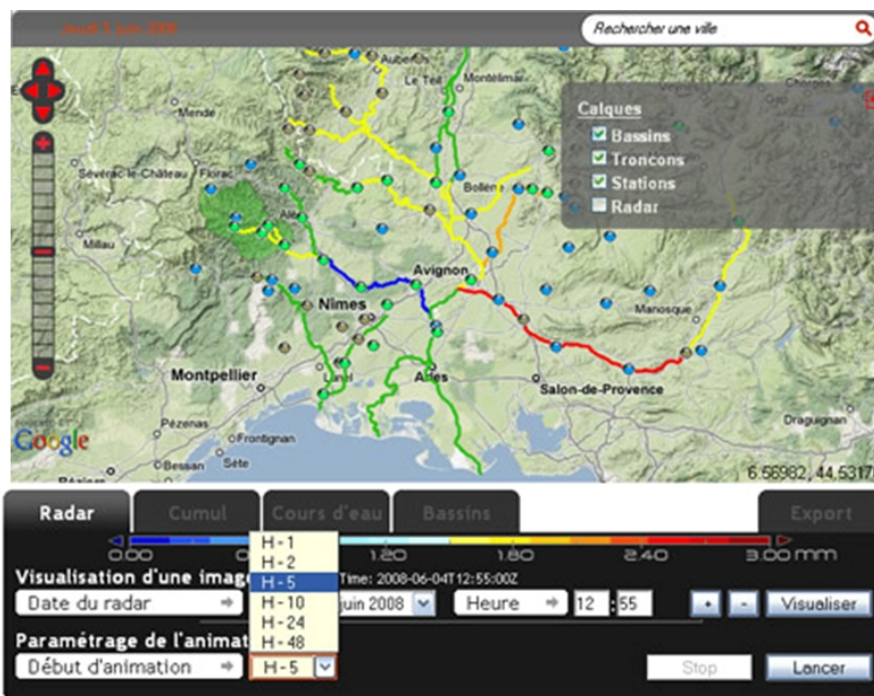 Jeudi 5 juin 2008
Rechercher une ville
Aubenas
Le Teil
Montélimar
Mende
Calques
Bassins
Troncons
Stations
Radar
Sévérac-le-Château
Florac
Bollène
Alès
Millau
Avignon
Nîmes
Manosque
Montpellier
Lunel
Arles
Salon-de-Provence
Pézenas
Draguignan
Google
Frontignan
Bessan
Sète
Béziers
6.56982, 44.5317
Radar
Cumul
Cours d'eau
Bassins
Export
0.00
1.20
1.80
2.40
3.00 mm
H-1
H-2
H-5
H-10
H-24
H-48
Visualisation d'une imag
Time: 2008-06-04T12:55:00Z
Date du radar
juin 2008
Heure
12 :55
+
-
Visualiser
Paramétrage de l'animat
Début d'animation
H-5
Stop
Lancer